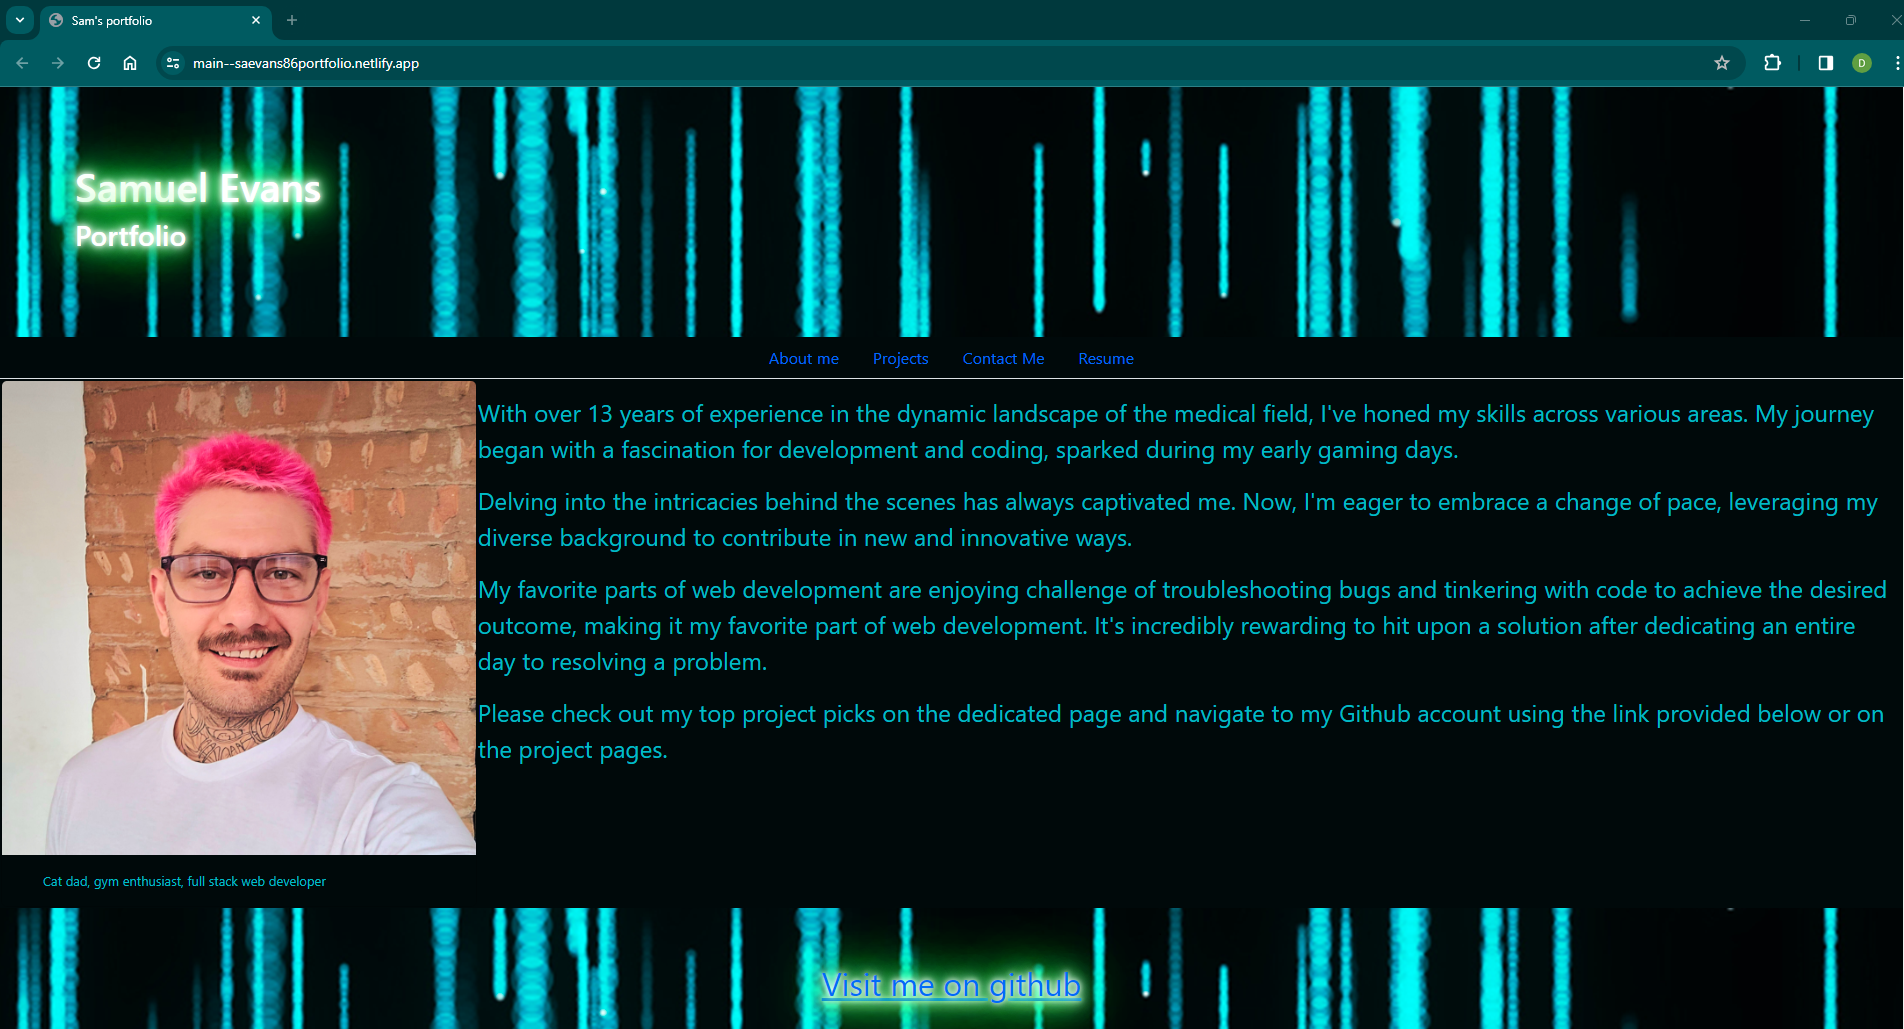 Sam's portfolio
main--saevans86portfolio.netlify.app
D
Samuel Evans
Portfolio
About me Projects Contact Me Resume
With over 13 years of experience in the dynamic landscape of the medical field, I've honed my skills across various areas. My journey
began with a fascination for development and coding, sparked during my early gaming days.
Delving into the intricacies behind the scenes has always captivated me. Now, I'm eager to embrace a change of pace, leveraging my
diverse background to contribute in new and innovative ways.
My favorite parts of web development are enjoying challenge of troubleshooting bugs and tinkering with code to achieve the desired
outcome, making it my favorite part of web development. It's incredibly rewarding to hit upon a solution after dedicating an entire
day to resolving a problem.
Please check out my top project picks on the dedicated page and navigate to my Github account using the link provided below or on
the project pages.
Cat dad, gym enthusiast, full stack web developer
Visit me on github